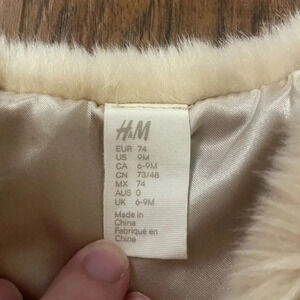 H&M
EUR 74
US 9M
CA 6-9M
CN 73/48
MX 74
AUS 0
UK 6-9M
Made in
China
Fabriqué en
Chine